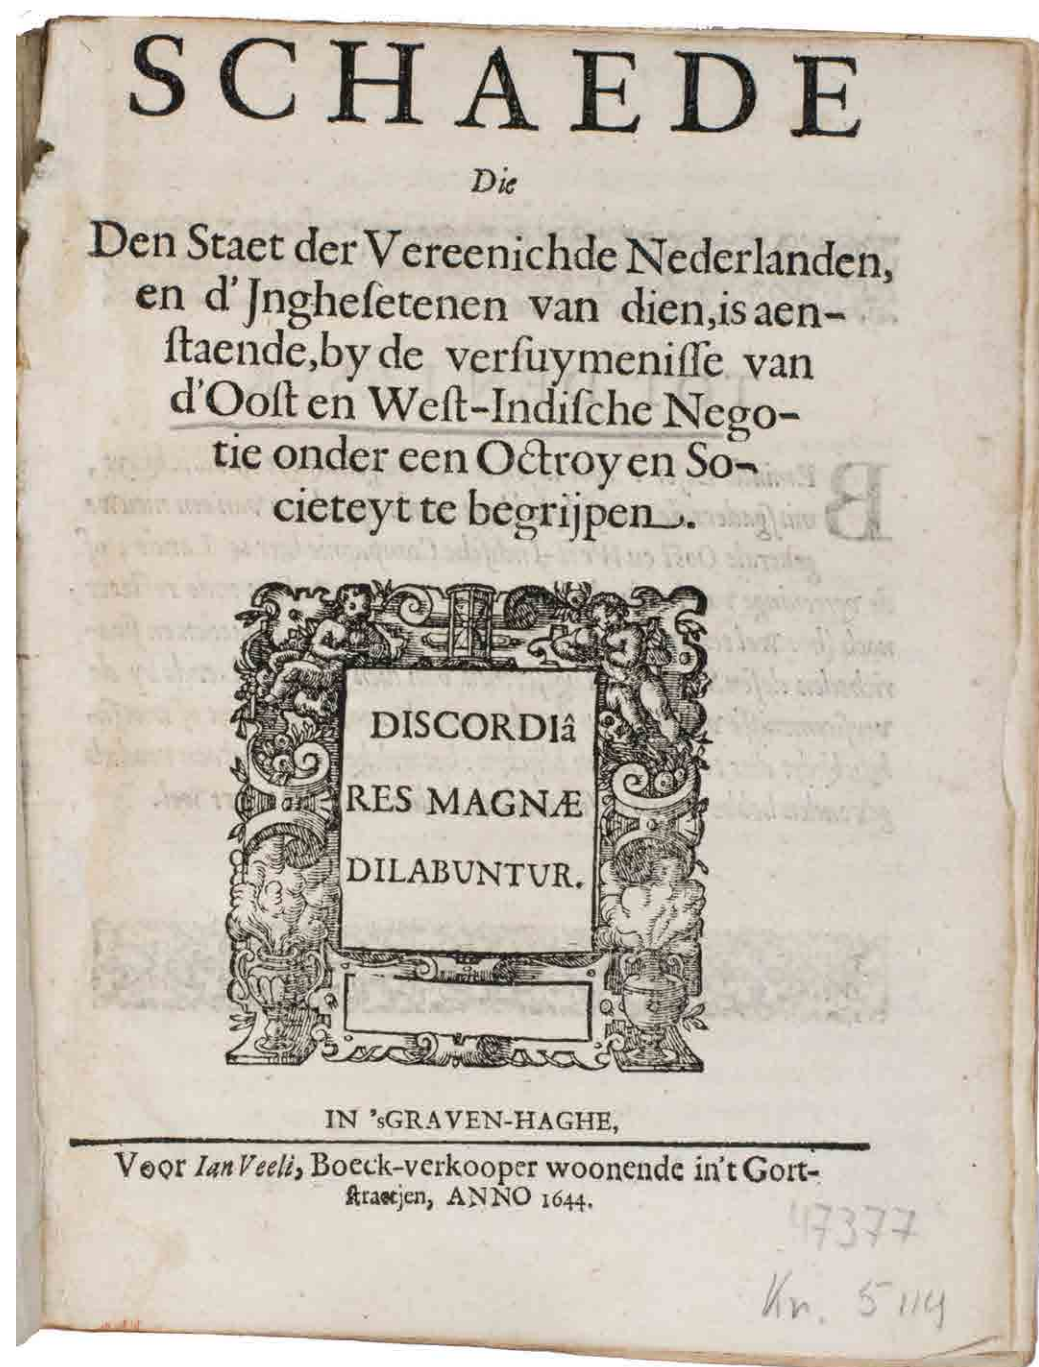 SCHAEDE
Die
Den Staet der Vereenichde Nederlanden,
en d'Jngheſetenen van dien, is aen-
ſtaende, by de verſuymeniſſe van
d'Ooſt en Weſt-Indiſche Nego-
tie onder een Octroy en So-
cieteyt te begrijpen.
DISCORDIâ
RES MAGNÆ
DILABUNTUR.
IN 'sGRAVEN-HAGHE,
Voor Ian Veeli, Boeck-verkooper woonende in't Gort-
ſtraetjen, ANNO 1644.
47377
Kn. 5114